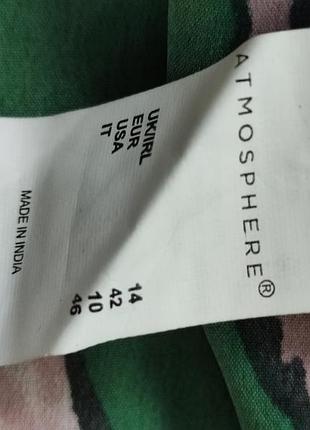 ATMOSPHERE®
UK/IRL 14
EUR 42
USA 10
IT 46
MADE IN INDIA